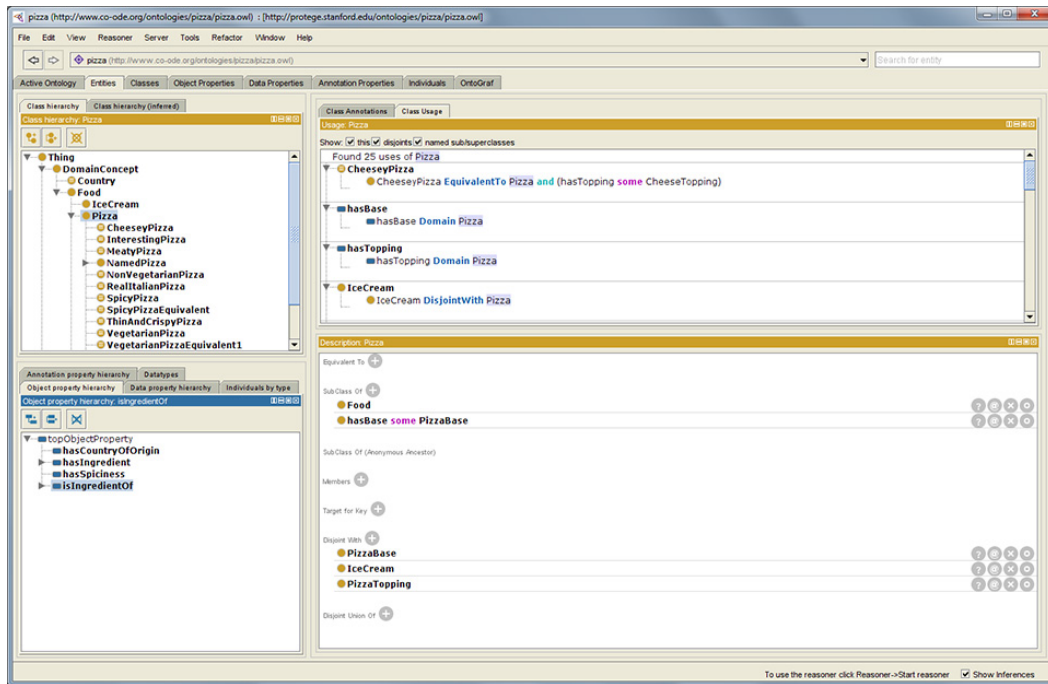 pizza (http://www.co-ode.org/ontologies/pizza/pizza.owl) : [http://protege.stanford.edu/ontologies/pizza/pizza.owl]
File Edit View Reasoner Server Tools Refactor Window Help
pizza (http://www.co-ode.org/ontologies/pizza/pizza.owl)
Search for entity
Active Ontology Entities Classes Object Properties Data Properties Annotation Properties Individuals OntoGraf
Class hierarchy Class hierarchy (inferred)
Class hierarchy: Pizza
Thing
DomainConcept
Country
Food
IceCream
Pizza
CheeseyPizza
InterestingPizza
MeatyPizza
NamedPizza
NonVegetarianPizza
RealItalianPizza
SpicyPizza
SpicyPizzaEquivalent
ThinAndCrispyPizza
VegetarianPizza
VegetarianPizzaEquivalent1
Annotation property hierarchy Datatypes
Object property hierarchy Data property hierarchy Individuals by type
Object property hierarchy: isIngredientOf
topObjectProperty
hasCountryOfOrigin
hasIngredient
hasSpiciness
isIngredientOf
Class Annotations Class Usage
Usage: Pizza
Show: this disjoints named sub/superclasses
Found 25 uses of Pizza
CheeseyPizza
CheeseyPizza EquivalentTo Pizza and (hasTopping some CheeseTopping)
hasBase
hasBase Domain Pizza
hasTopping
hasTopping Domain Pizza
IceCream
IceCream DisjointWith Pizza
Description: Pizza
Equivalent To
SubClass Of
Food
hasBase some PizzaBase
SubClass Of (Anonymous Ancestor)
Members
Target for Key
Disjoint With
PizzaBase
IceCream
PizzaTopping
Disjoint Union Of
To use the reasoner click Reasoner->Start reasoner Show Inferences